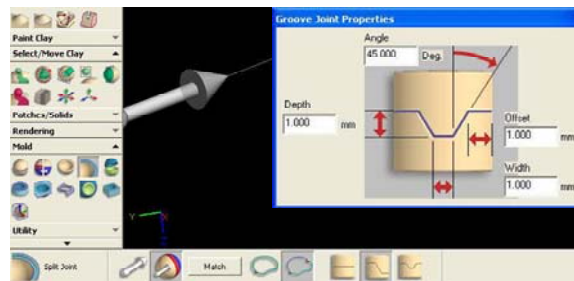 Groove Joint Properties
Paint Clay
Select/Move Clay
Patches/Solids
Rendering
Mold
Utility
Angle
45.000 Deg.
Depth
1.000 mm
Offset
1.000 mm
Width
1.000 mm
Y
X
Split Joint
Match